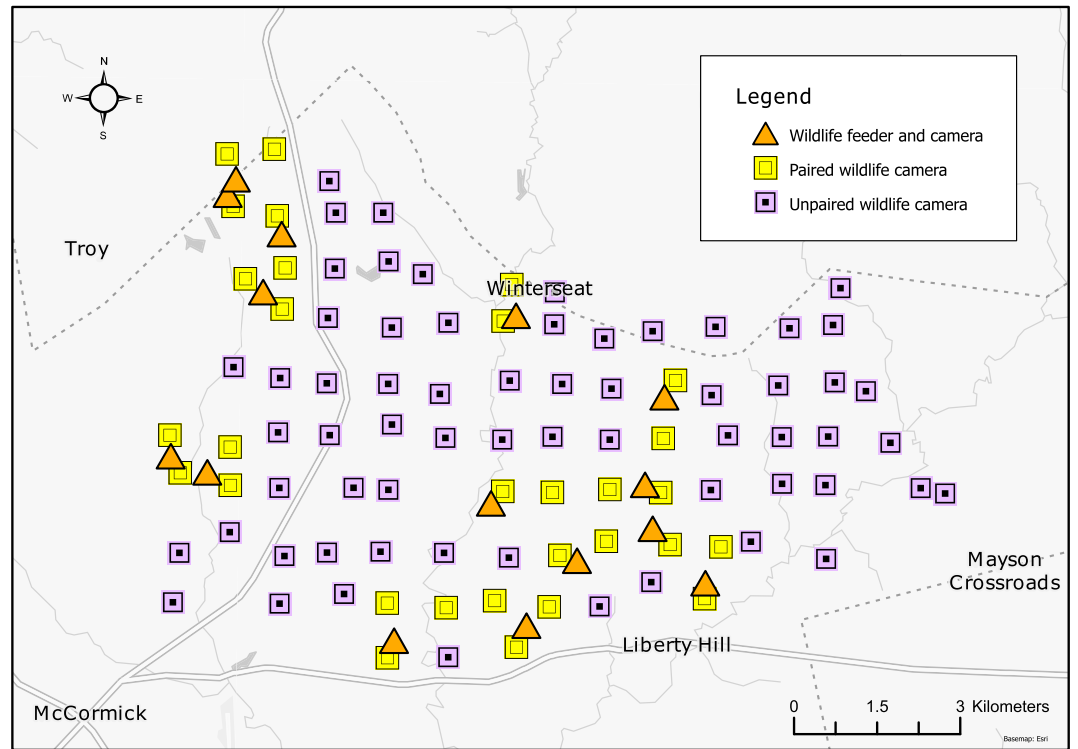 N
W E
S
Legend
Wildlife feeder and camera
Paired wildlife camera
Unpaired wildlife camera
Troy
Winterseat
Mayson
Crossroads
Liberty Hill
McCormick
0 1.5 3 Kilometers
Basemap: Esri